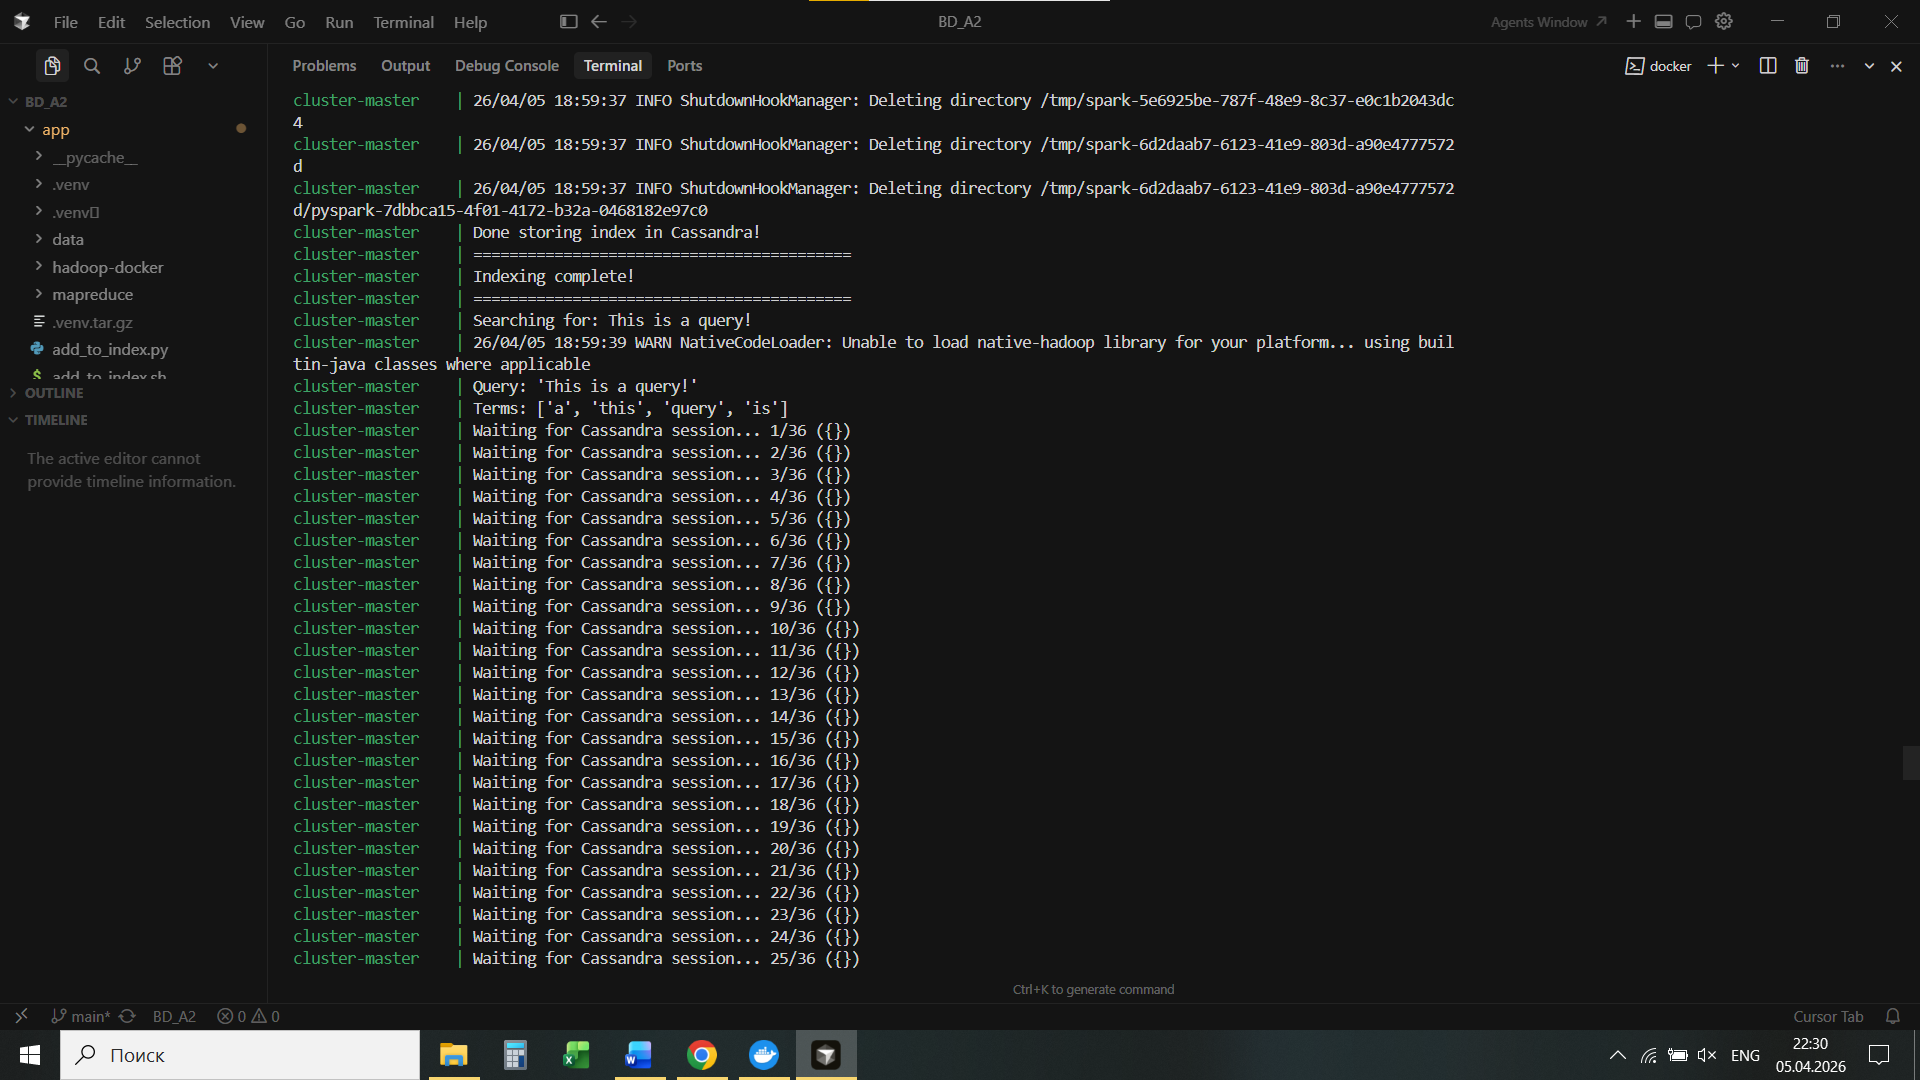 File Edit Selection View Go Run Terminal Help
BD_A2
Agents Window
Problems Output Debug Console Terminal Ports
docker
BD_A2
app
__pycache__
.venv
.venv[]
data
hadoop-docker
mapreduce
.venv.tar.gz
add_to_index.py
add_to_index.sh
OUTLINE
TIMELINE
The active editor cannot
provide timeline information.
cluster-master | 26/04/05 18:59:37 INFO ShutdownHookManager: Deleting directory /tmp/spark-5e6925be-787f-48e9-8c37-e0c1b2043dc
4
cluster-master | 26/04/05 18:59:37 INFO ShutdownHookManager: Deleting directory /tmp/spark-6d2daab7-6123-41e9-803d-a90e4777572
d
cluster-master | 26/04/05 18:59:37 INFO ShutdownHookManager: Deleting directory /tmp/spark-6d2daab7-6123-41e9-803d-a90e4777572
d/pyspark-7dbbca15-4f01-4172-b32a-0468182e97c0
cluster-master | Done storing index in Cassandra!
cluster-master | ==========================================
cluster-master | Indexing complete!
cluster-master | ==========================================
cluster-master | Searching for: This is a query!
cluster-master | 26/04/05 18:59:39 WARN NativeCodeLoader: Unable to load native-hadoop library for your platform... using buil
tin-java classes where applicable
cluster-master | Query: 'This is a query!'
cluster-master | Terms: ['a', 'this', 'query', 'is']
cluster-master | Waiting for Cassandra session... 1/36 ({})
cluster-master | Waiting for Cassandra session... 2/36 ({})
cluster-master | Waiting for Cassandra session... 3/36 ({})
cluster-master | Waiting for Cassandra session... 4/36 ({})
cluster-master | Waiting for Cassandra session... 5/36 ({})
cluster-master | Waiting for Cassandra session... 6/36 ({})
cluster-master | Waiting for Cassandra session... 7/36 ({})
cluster-master | Waiting for Cassandra session... 8/36 ({})
cluster-master | Waiting for Cassandra session... 9/36 ({})
cluster-master | Waiting for Cassandra session... 10/36 ({})
cluster-master | Waiting for Cassandra session... 11/36 ({})
cluster-master | Waiting for Cassandra session... 12/36 ({})
cluster-master | Waiting for Cassandra session... 13/36 ({})
cluster-master | Waiting for Cassandra session... 14/36 ({})
cluster-master | Waiting for Cassandra session... 15/36 ({})
cluster-master | Waiting for Cassandra session... 16/36 ({})
cluster-master | Waiting for Cassandra session... 17/36 ({})
cluster-master | Waiting for Cassandra session... 18/36 ({})
cluster-master | Waiting for Cassandra session... 19/36 ({})
cluster-master | Waiting for Cassandra session... 20/36 ({})
cluster-master | Waiting for Cassandra session... 21/36 ({})
cluster-master | Waiting for Cassandra session... 22/36 ({})
cluster-master | Waiting for Cassandra session... 23/36 ({})
cluster-master | Waiting for Cassandra session... 24/36 ({})
cluster-master | Waiting for Cassandra session... 25/36 ({})
Ctrl+K to generate command
main* BD_A2 0 0
Cursor Tab
Поиск
ENG
22:30
05.04.2026